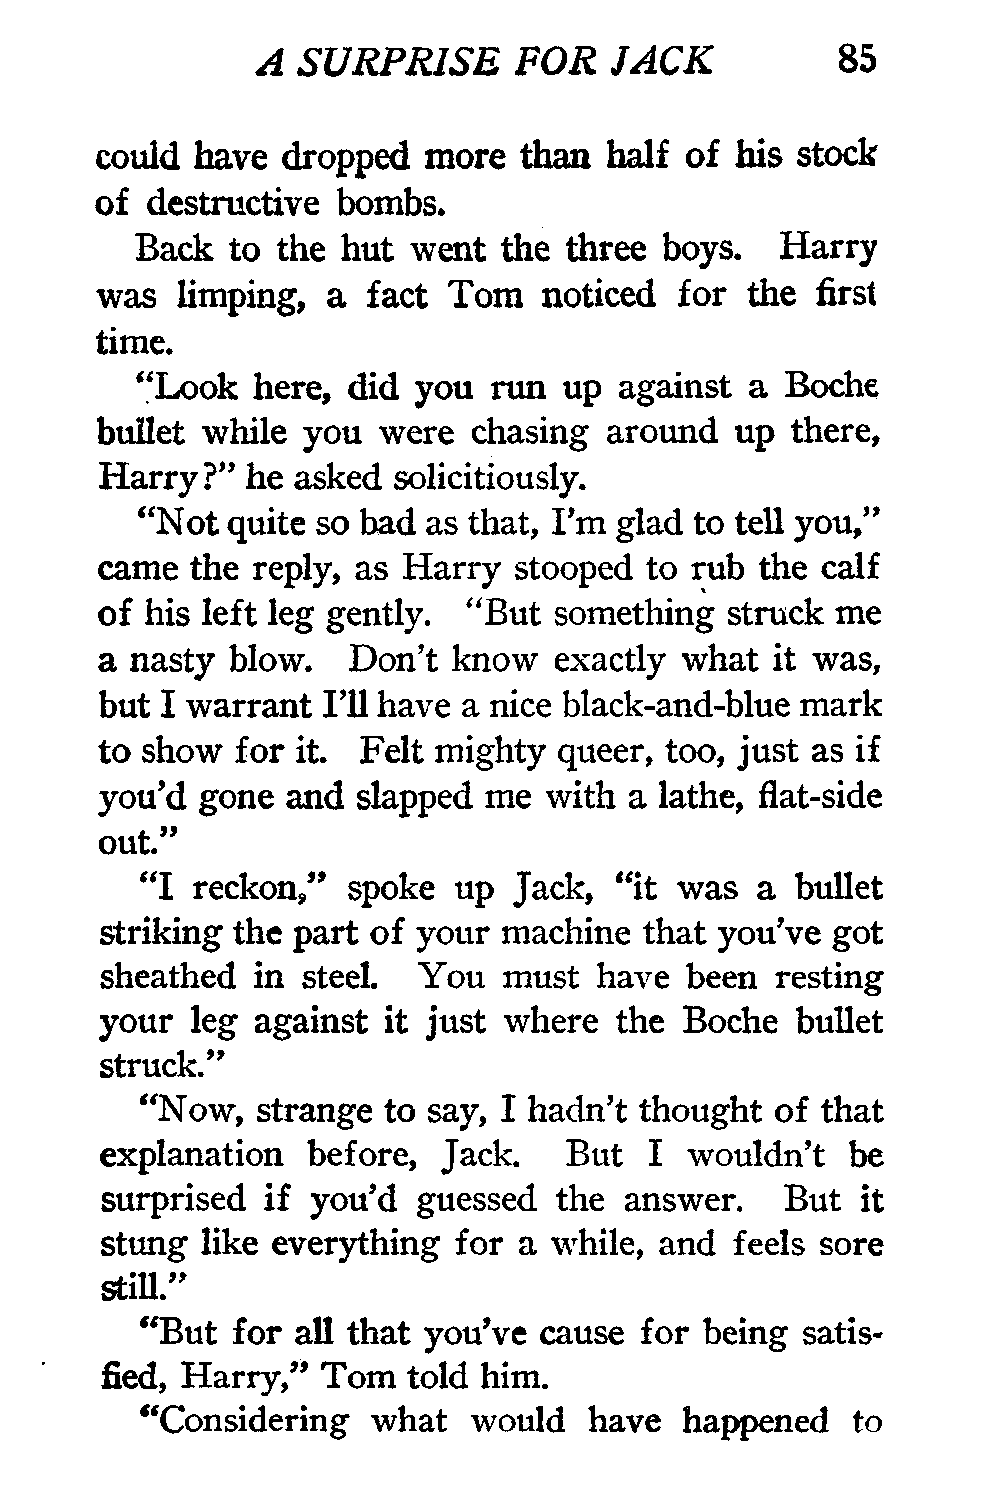 A SURPRISE FOR JACK 85
could have dropped more than half of his stock
of destructive bombs.
Back to the hut went the three boys. Harry
was limping, a fact Tom noticed for the first
time.
“Look here, did you run up against a Boche
bullet while you were chasing around up there,
Harry?” he asked solicitiously.
“Not quite so bad as that, I’m glad to tell you,”
came the reply, as Harry stooped to rub the calf
of his left leg gently. “But something struck me
a nasty blow. Don’t know exactly what it was,
but I warrant I’ll have a nice black-and-blue mark
to show for it. Felt mighty queer, too, just as if
you’d gone and slapped me with a lathe, flat-side
out.”
“I reckon,” spoke up Jack, “it was a bullet
striking the part of your machine that you’ve got
sheathed in steel. You must have been resting
your leg against it just where the Boche bullet
struck.”
“Now, strange to say, I hadn’t thought of that
explanation before, Jack. But I wouldn’t be
surprised if you’d guessed the answer. But it
stung like everything for a while, and feels sore
still.”
“But for all that you’ve cause for being satis-
fied, Harry,” Tom told him.
“Considering what would have happened to